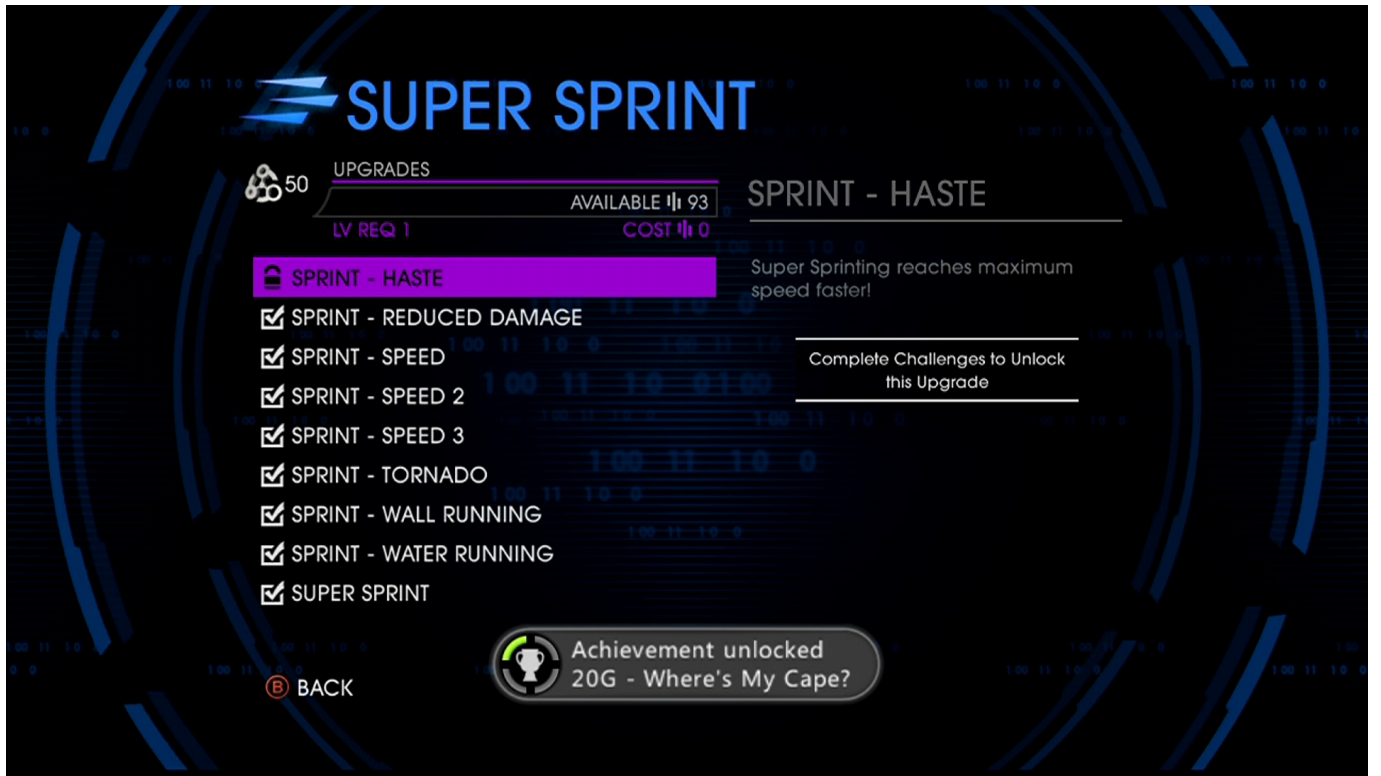 SUPER SPRINT
50
UPGRADES
AVAILABLE 93
LV REQ 1 COST 0
SPRINT - HASTE
SPRINT - REDUCED DAMAGE
SPRINT - SPEED
SPRINT - SPEED 2
SPRINT - SPEED 3
SPRINT - TORNADO
SPRINT - WALL RUNNING
SPRINT - WATER RUNNING
SUPER SPRINT
SPRINT - HASTE
Super Sprinting reaches maximum
speed faster!
Complete Challenges to Unlock
this Upgrade
Achievement unlocked
20G - Where's My Cape?
B BACK